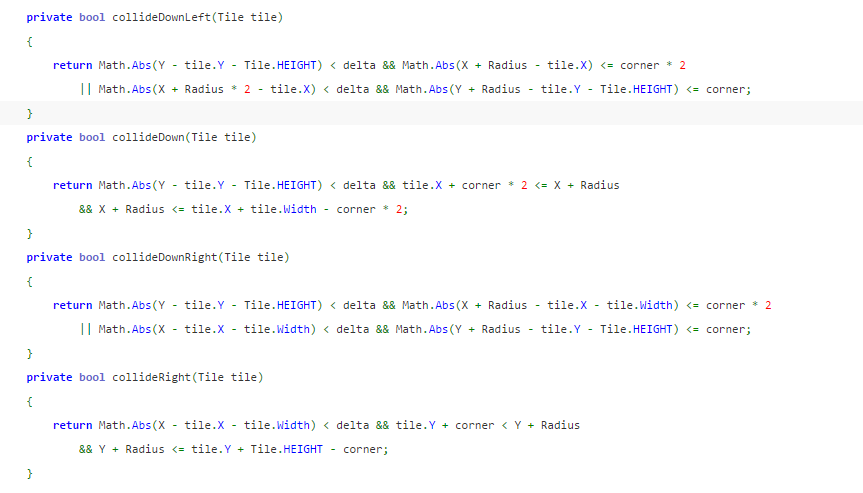 private bool collideDownLeft(Tile tile)
{
return Math.Abs(Y - tile.Y - Tile.HEIGHT) < delta && Math.Abs(X + Radius - tile.X) <= corner * 2
|| Math.Abs(X + Radius * 2 - tile.X) < delta && Math.Abs(Y + Radius - tile.Y - Tile.HEIGHT) <= corner;
}
private bool collideDown(Tile tile)
{
return Math.Abs(Y - tile.Y - Tile.HEIGHT) < delta && tile.X + corner * 2 <= X + Radius
&& X + Radius <= tile.X + tile.Width - corner * 2;
}
private bool collideDownRight(Tile tile)
{
return Math.Abs(Y - tile.Y - Tile.HEIGHT) < delta && Math.Abs(X + Radius - tile.X - tile.Width) <= corner * 2
|| Math.Abs(X - tile.X - tile.Width) < delta && Math.Abs(Y + Radius - tile.Y - Tile.HEIGHT) <= corner;
}
private bool collideRight(Tile tile)
{
return Math.Abs(X - tile.X - tile.Width) < delta && tile.Y + corner < Y + Radius
&& Y + Radius <= tile.Y + Tile.HEIGHT - corner;
}